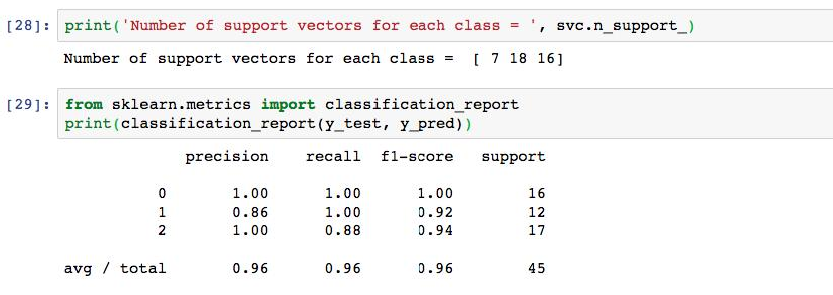 [28]: print('Number of support vectors for each class = ', svc.n_support_)
Number of support vectors for each class =  [ 7 18 16]
[29]: from sklearn.metrics import classification_report
print(classification_report(y_test, y_pred))
precision recall f1-score support
0 1.00 1.00 1.00 16
1 0.86 1.00 0.92 12
2 1.00 0.88 0.94 17
avg / total 0.96 0.96 0.96 45